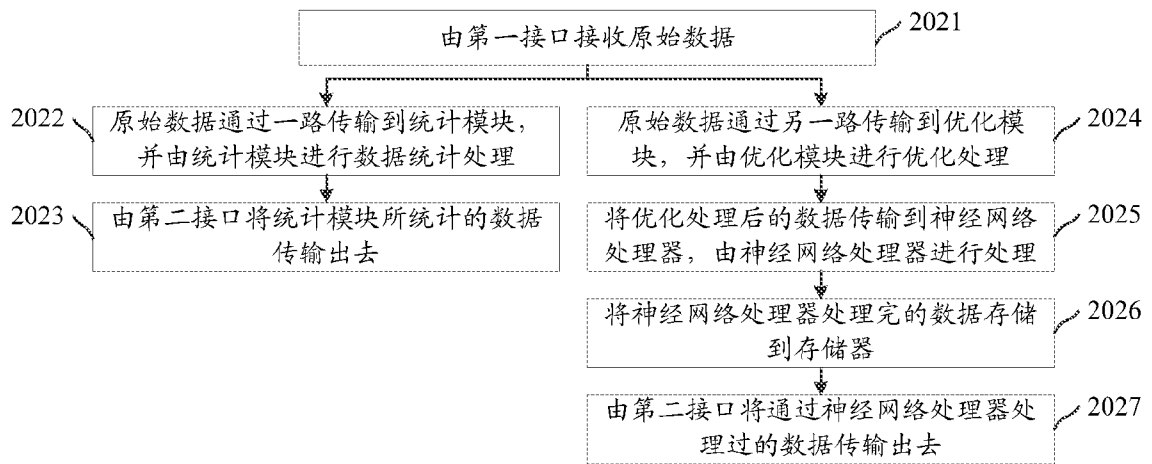 由第一接口接收原始数据
2021
2022
原始数据通过一路传输到统计模块，
并由统计模块进行数据统计处理
原始数据通过另一路传输到优化模
块，并由优化模块进行优化处理
2024
2023
由第二接口将统计模块所统计的数据
传输出去
将优化处理后的数据传输到神经网络
处理器，由神经网络处理器进行处理
2025
将神经网络处理器处理完的数据存储
到存储器
2026
由第二接口将通过神经网络处理器处
理过的数据传输出去
2027